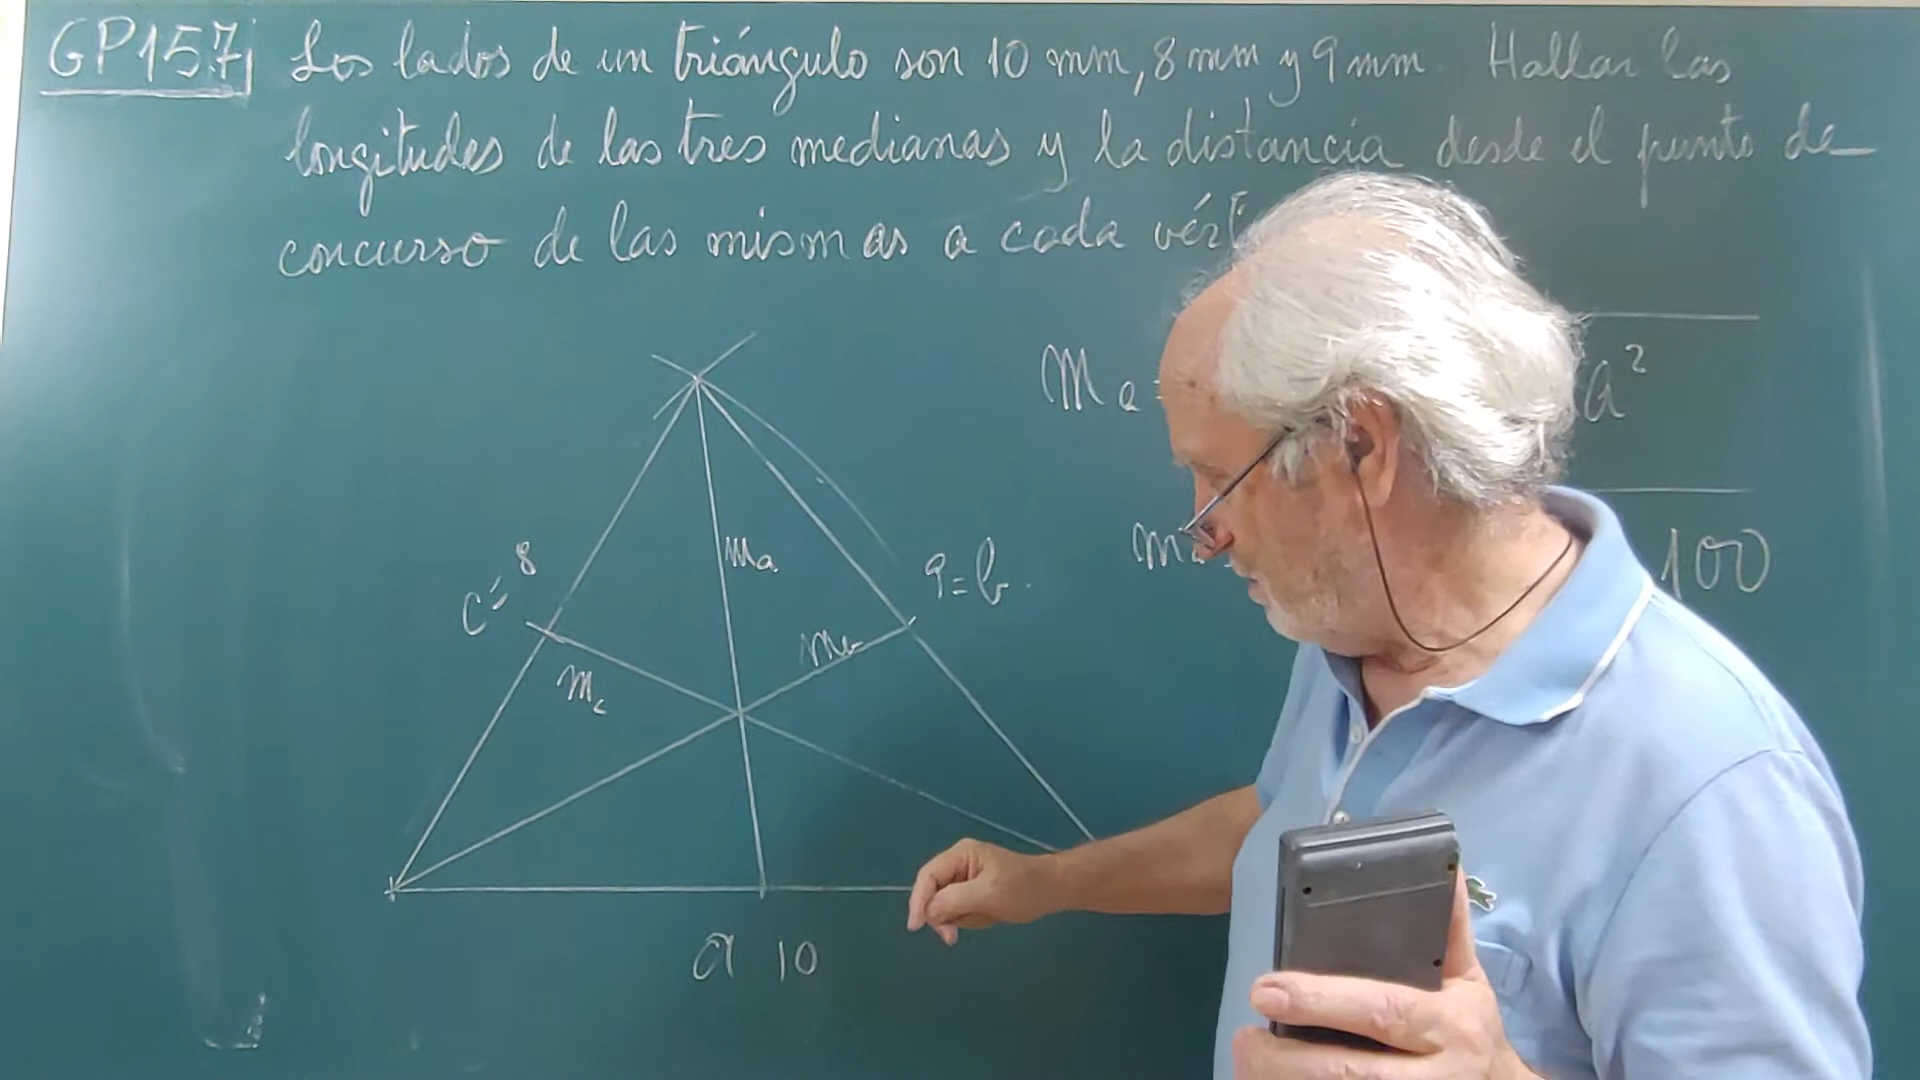 GP157 Los lados de un triángulo son 10 mm, 8 mm y 9 mm. Hallar las
longitudes de las tres medianas y la distancia desde el punto de
concurso de las mismas a cada
ma
a²
ma
100
c = 8
ma
9 = b
mb
mc
a 10